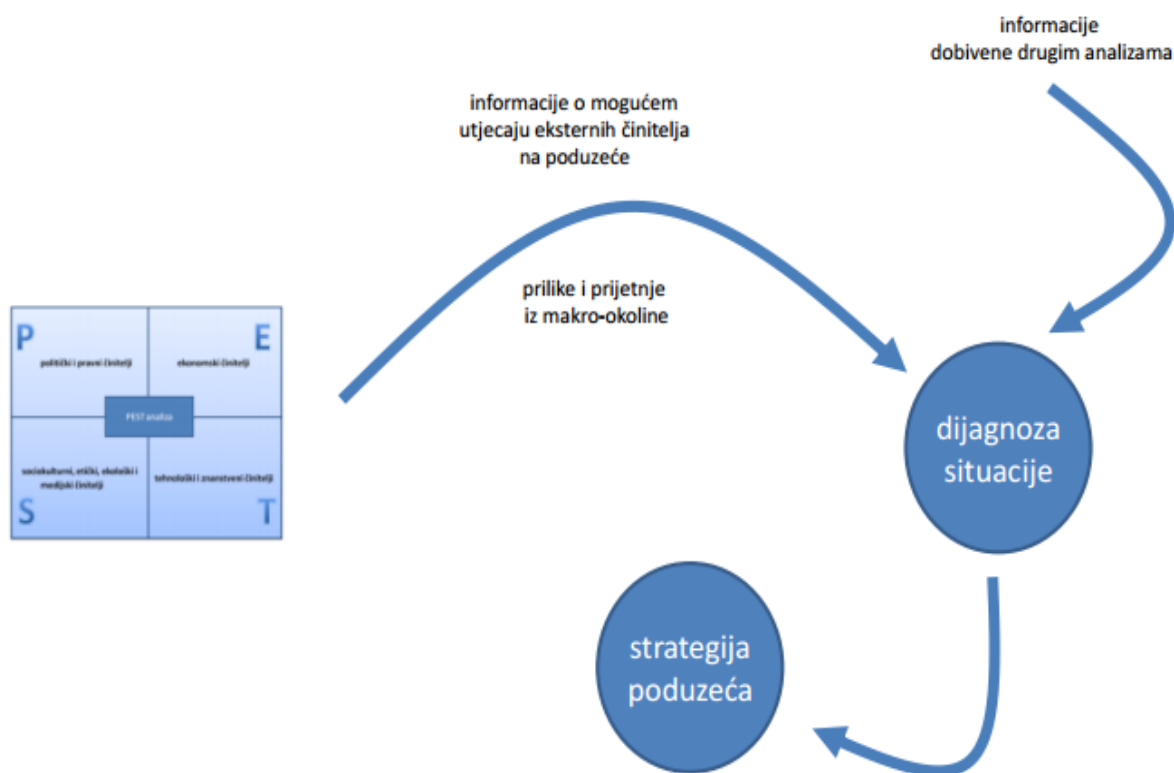 informacije
dobivene drugim analizama
informacije o mogućem
utjecaju eksternih činitelja
na poduzeće
prilike i prijetnje
iz makro-okoline
P
E
politički i pravni činitelji
ekonomski činitelji
PEST analiza
sociokulturni, etički, ekološki i
medijski činitelji
tehnološki i znanstveni činitelji
S
T
dijagnoza
situacije
strategija
poduzeća